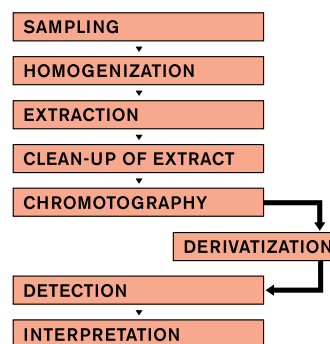 SAMPLING
HOMOGENIZATION
EXTRACTION
CLEAN-UP OF EXTRACT
CHROMOTOGRAPHY
DERIVATIZATION
DETECTION
INTERPRETATION